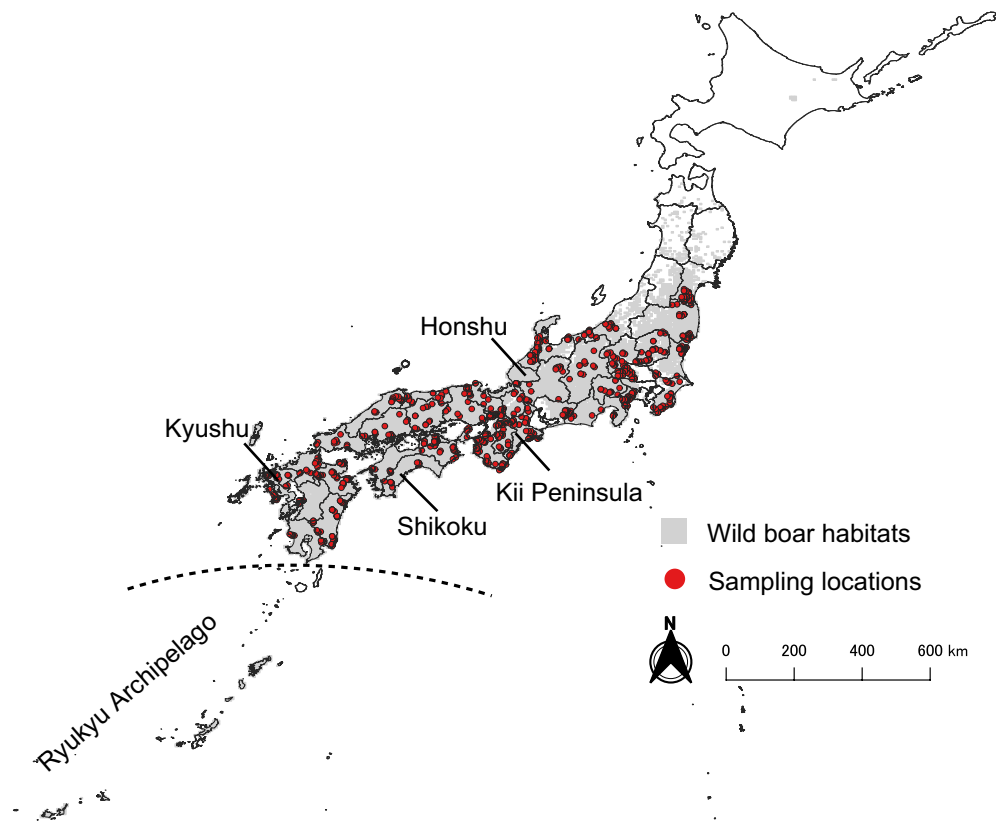 Honshu
Kyushu
Kii Peninsula
Shikoku
Wild boar habitats
Sampling locations
N
0 200 400 600 km
Ryukyu Archipelago